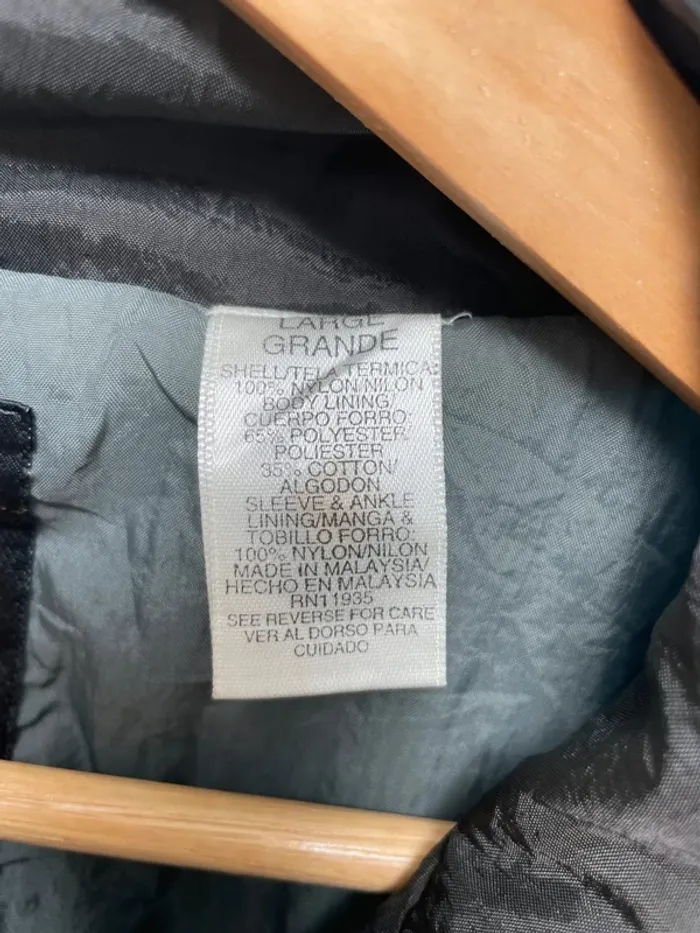 LARGE
GRANDE
SHELL/TELA TERMICA:
100% NYLON/NILON
BODY LINING/
CUERPO FORRO:
65% POLYESTER
POLIESTER
35% COTTON/
ALGODON
SLEEVE & ANKLE
LINING/MANGA &
TOBILLO FORRO:
100% NYLON/NILON
MADE IN MALAYSIA/
HECHO EN MALAYSIA
RN11935
SEE REVERSE FOR CARE
VER AL DORSO PARA
CUIDADO